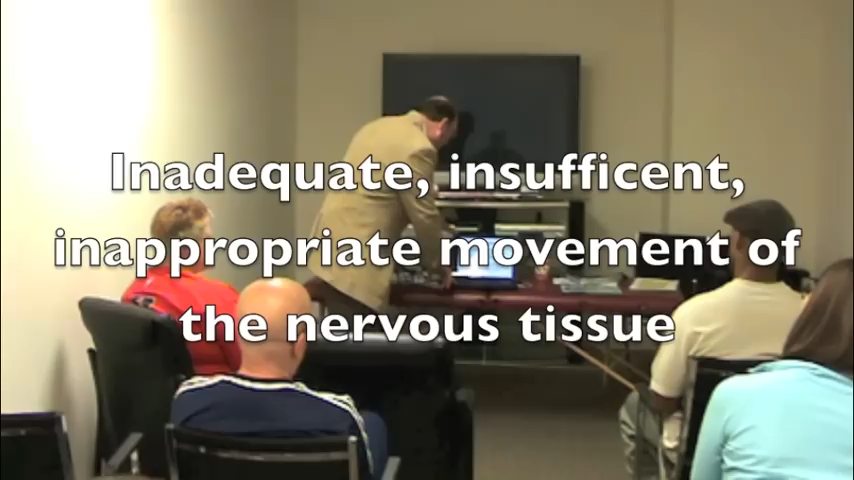 Inadequate, insufficent,
inappropriate movement of
the nervous tissue